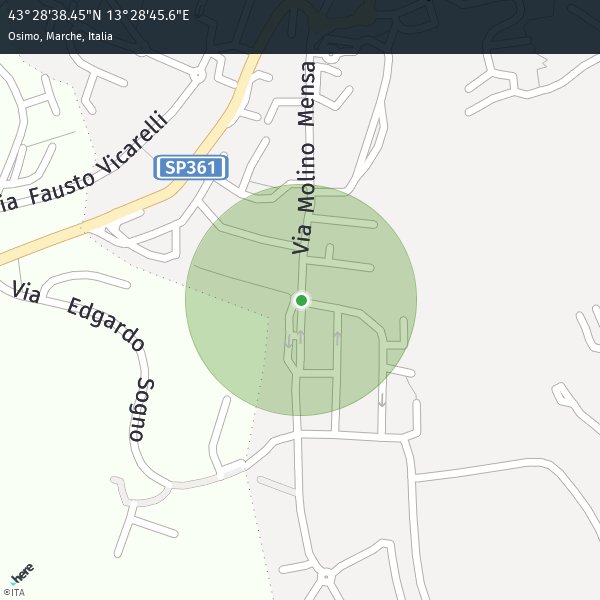 43°28'38.45"N 13°28'45.6"E
Osimo, Marche, Italia
Via Molino Mensa
ia Fausto Vicarelli
SP361
Via Edgardo Sogno
here
©ITA